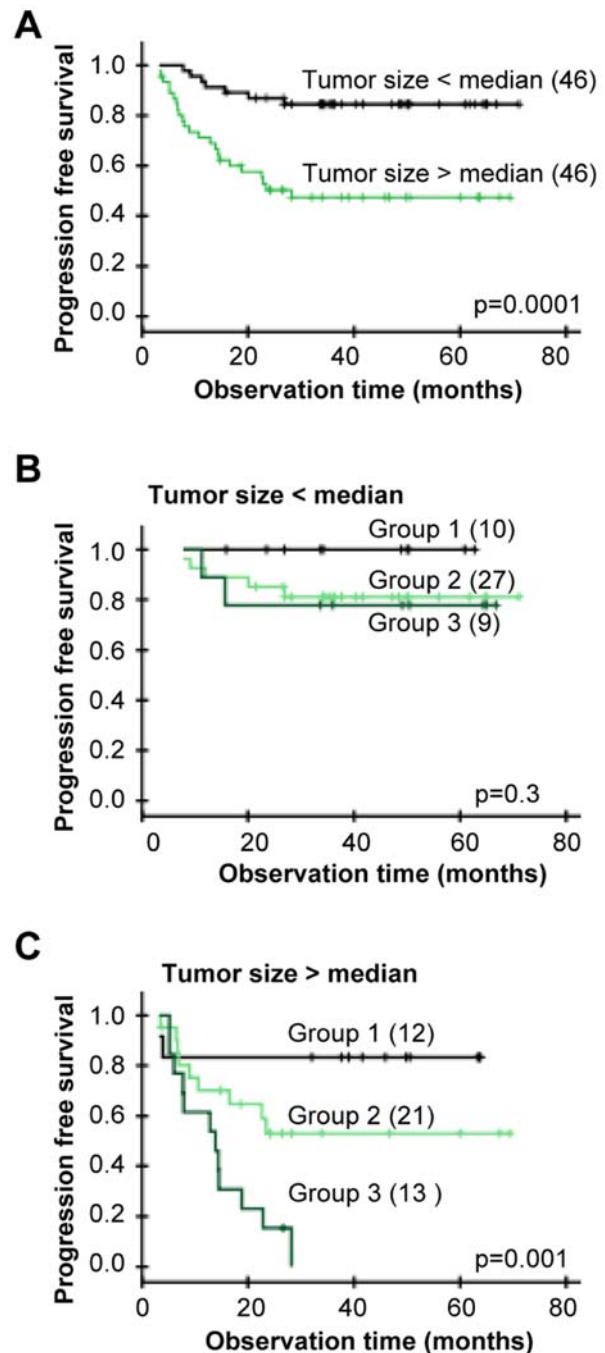 A
Progression free survival
1.0
0.8
0.6
0.4
0.2
0.0
Tumor size < median (46)
Tumor size > median (46)
p=0.0001
0 20 40 60 80
Observation time (months)
B
Tumor size < median
Progression free survival
1.0
0.8
0.6
0.4
0.2
0.0
Group 1 (10)
Group 2 (27)
Group 3 (9)
p=0.3
0 20 40 60 80
Observation time (months)
C
Tumor size > median
Progression free survival
1.0
0.8
0.6
0.4
0.2
0.0
Group 1 (12)
Group 2 (21)
Group 3 (13 )
p=0.001
0 20 40 60 80
Observation time (months)